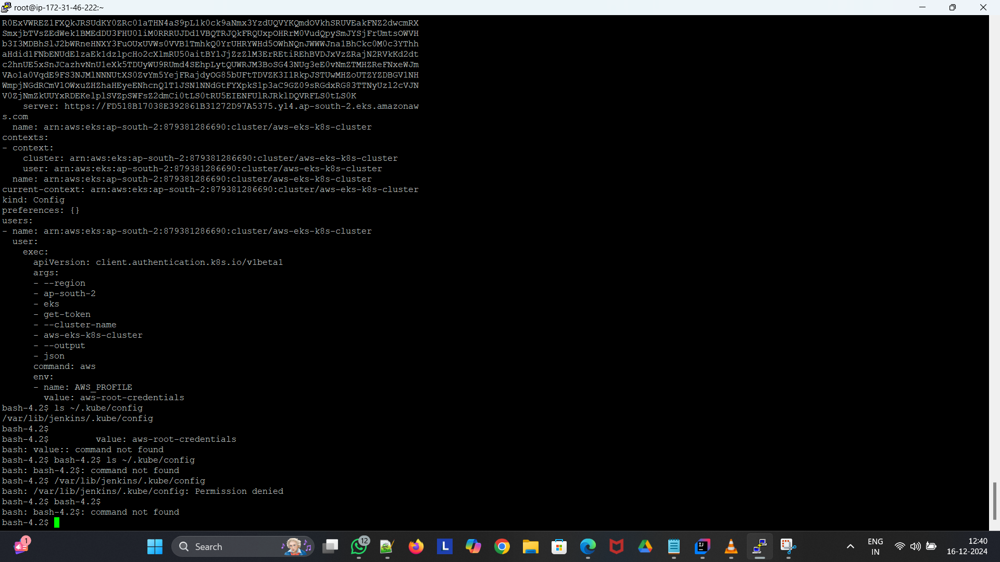 root@ip-172-31-46-222:~
server: https://FD518B17038E392861B31272D97A5375.yl4.ap-south-2.eks.amazonaw
s.com
name: arn:aws:eks:ap-south-2:879381286690:cluster/aws-eks-k8s-cluster
contexts:
- context:
cluster: arn:aws:eks:ap-south-2:879381286690:cluster/aws-eks-k8s-cluster
user: arn:aws:eks:ap-south-2:879381286690:cluster/aws-eks-k8s-cluster
name: arn:aws:eks:ap-south-2:879381286690:cluster/aws-eks-k8s-cluster
current-context: arn:aws:eks:ap-south-2:879381286690:cluster/aws-eks-k8s-cluster
kind: Config
preferences: {}
users:
- name: arn:aws:eks:ap-south-2:879381286690:cluster/aws-eks-k8s-cluster
user:
exec:
apiVersion: client.authentication.k8s.io/v1beta1
args:
- --region
- ap-south-2
- eks
- get-token
- --cluster-name
- aws-eks-k8s-cluster
- --output
- json
command: aws
env:
- name: AWS_PROFILE
value: aws-root-credentials
bash-4.2$ ls ~/.kube/config
/var/lib/jenkins/.kube/config
bash-4.2$
bash-4.2$ value: aws-root-credentials
bash: value:: command not found
bash-4.2$ bash-4.2$ ls ~/.kube/config
bash: bash-4.2$: command not found
bash-4.2$ /var/lib/jenkins/.kube/config
bash: /var/lib/jenkins/.kube/config: Permission denied
bash-4.2$ bash-4.2$
bash: bash-4.2$: command not found
bash-4.2$
1
Search
12
L
IJ
ENG
IN
12:40
16-12-2024